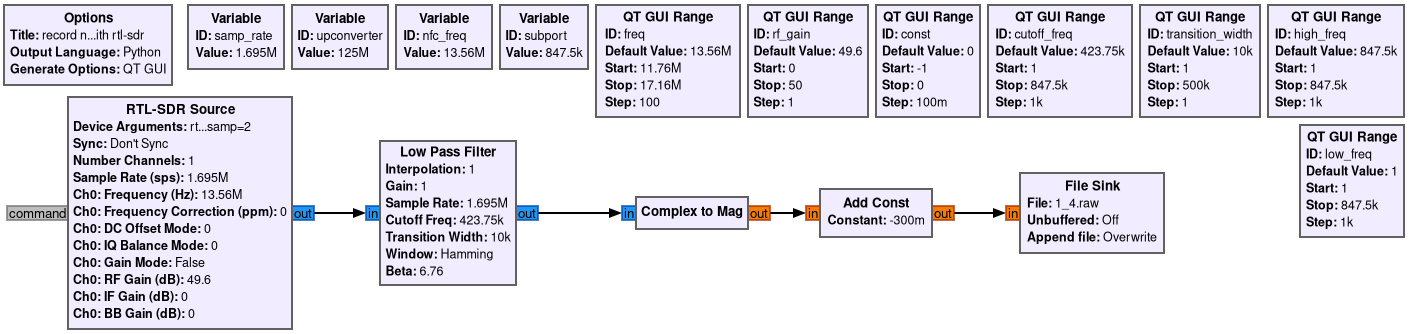 Options
Title: record n...ith rtl-sdr
Output Language: Python
Generate Options: QT GUI
Variable
ID: samp_rate
Value: 1.695M
Variable
ID: upconverter
Value: 125M
Variable
ID: nfc_freq
Value: 13.56M
Variable
ID: subport
Value: 847.5k
QT GUI Range
ID: freq
Default Value: 13.56M
Start: 11.76M
Stop: 17.16M
Step: 100
QT GUI Range
ID: rf_gain
Default Value: 49.6
Start: 0
Stop: 50
Step: 1
QT GUI Range
ID: const
Default Value: 0
Start: -1
Stop: 0
Step: 100m
QT GUI Range
ID: cutoff_freq
Default Value: 423.75k
Start: 1
Stop: 847.5k
Step: 1k
QT GUI Range
ID: transition_width
Default Value: 10k
Start: 1
Stop: 500k
Step: 1
QT GUI Range
ID: high_freq
Default Value: 847.5k
Start: 1
Stop: 847.5k
Step: 1k
RTL-SDR Source
Device Arguments: rt...samp=2
Sync: Don't Sync
Number Channels: 1
Sample Rate (sps): 1.695M
Ch0: Frequency (Hz): 13.56M
Ch0: Frequency Correction (ppm): 0
Ch0: DC Offset Mode: 0
Ch0: IQ Balance Mode: 0
Ch0: Gain Mode: False
Ch0: RF Gain (dB): 49.6
Ch0: IF Gain (dB): 0
Ch0: BB Gain (dB): 0
command
out
in
Low Pass Filter
Interpolation: 1
Gain: 1
Sample Rate: 1.695M
Cutoff Freq: 423.75k
Transition Width: 10k
Window: Hamming
Beta: 6.76
out
in
Complex to Mag
out
in
Add Const
Constant: -300m
out
in
File Sink
File: 1_4.raw
Unbuffered: Off
Append file: Overwrite
QT GUI Range
ID: low_freq
Default Value: 1
Start: 1
Stop: 847.5k
Step: 1k